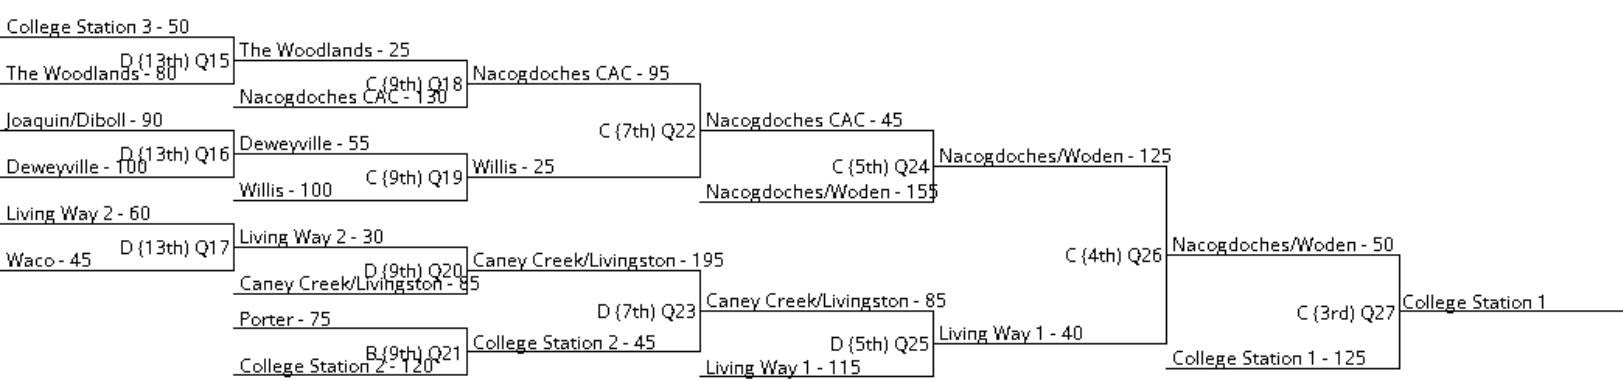 College Station 3 - 50
D (13th) Q15
The Woodlands - 80
Joaquin/Diboll - 90
D (13th) Q16
Deweyville - 100
Living Way 2 - 60
D (13th) Q17
Waco - 45
The Woodlands - 25
C (9th) Q18
Nacogdoches CAC - 130
Deweyville - 55
C (9th) Q19
Willis - 100
Living Way 2 - 30
D (9th) Q20
Caney Creek/Livingston - 85
Porter - 75
B (9th) Q21
College Station 2 - 120
Nacogdoches CAC - 95
C (7th) Q22
Willis - 25
Caney Creek/Livingston - 195
D (7th) Q23
College Station 2 - 45
Nacogdoches CAC - 45
C (5th) Q24
Nacogdoches/Woden - 155
Caney Creek/Livingston - 85
D (5th) Q25
Living Way 1 - 115
Nacogdoches/Woden - 125
C (4th) Q26
Living Way 1 - 40
Nacogdoches/Woden - 50
C (3rd) Q27
College Station 1 - 125
College Station 1